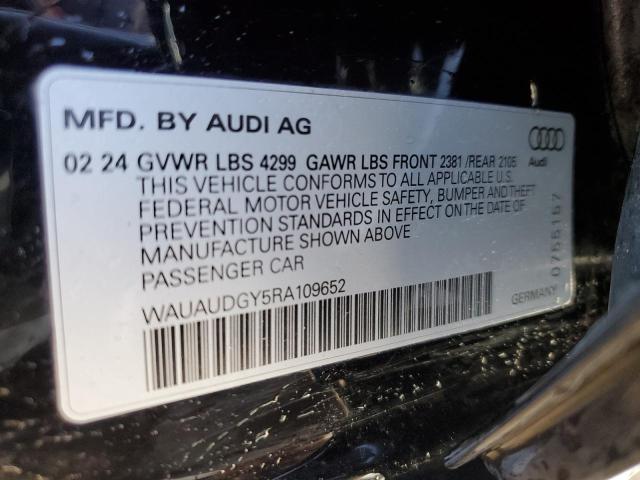 MFD. BY AUDI AG
02 24 GVWR LBS 4299 GAWR LBS FRONT 2381 /REAR 2105
THIS VEHICLE CONFORMS TO ALL APPLICABLE U.S.
FEDERAL MOTOR VEHICLE SAFETY, BUMPER AND THEFT
PREVENTION STANDARDS IN EFFECT ON THE DATE OF
MANUFACTURE SHOWN ABOVE
PASSENGER CAR
WAUAUDGY5RA109652
Audi
0755157
GERMANY